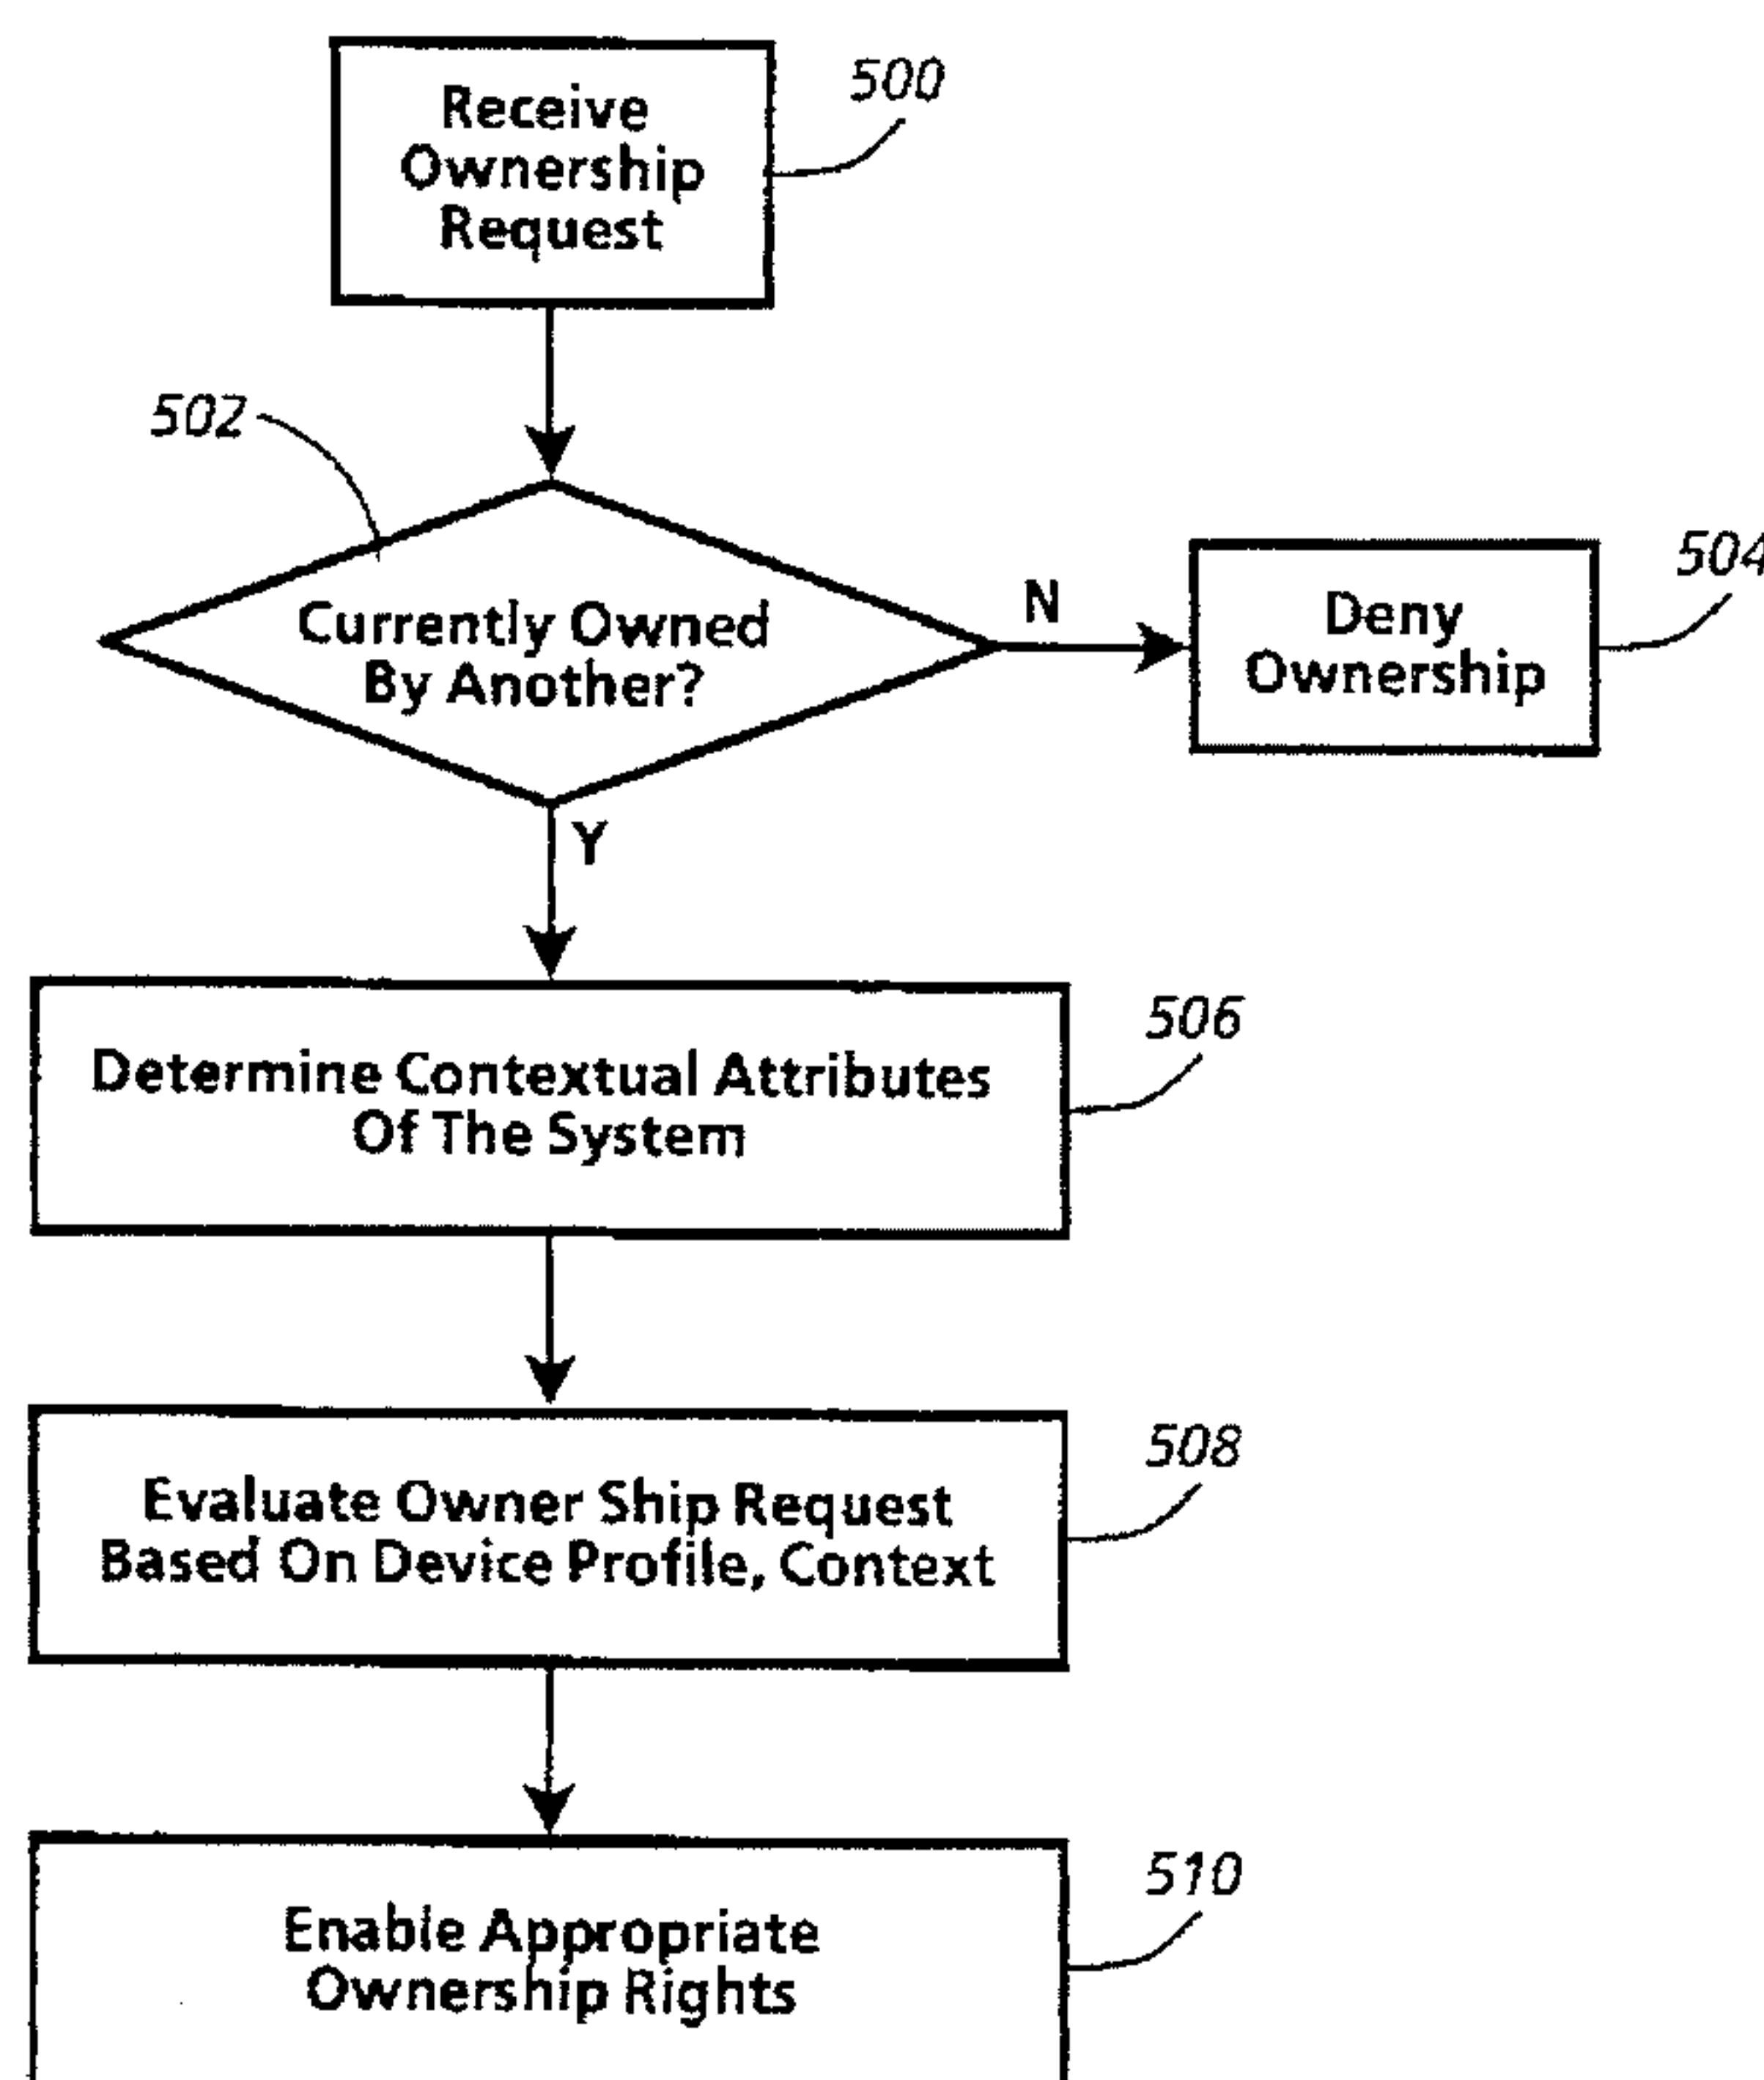 Receive
Ownership
Request
500
502
Currently Owned
By Another?
N
Deny
Ownership
504
Y
Determine Contextual Attributes
Of The System
506
Evaluate Owner Ship Request
Based On Device Profile, Context
508
Enable Appropriate
Ownership Rights
510